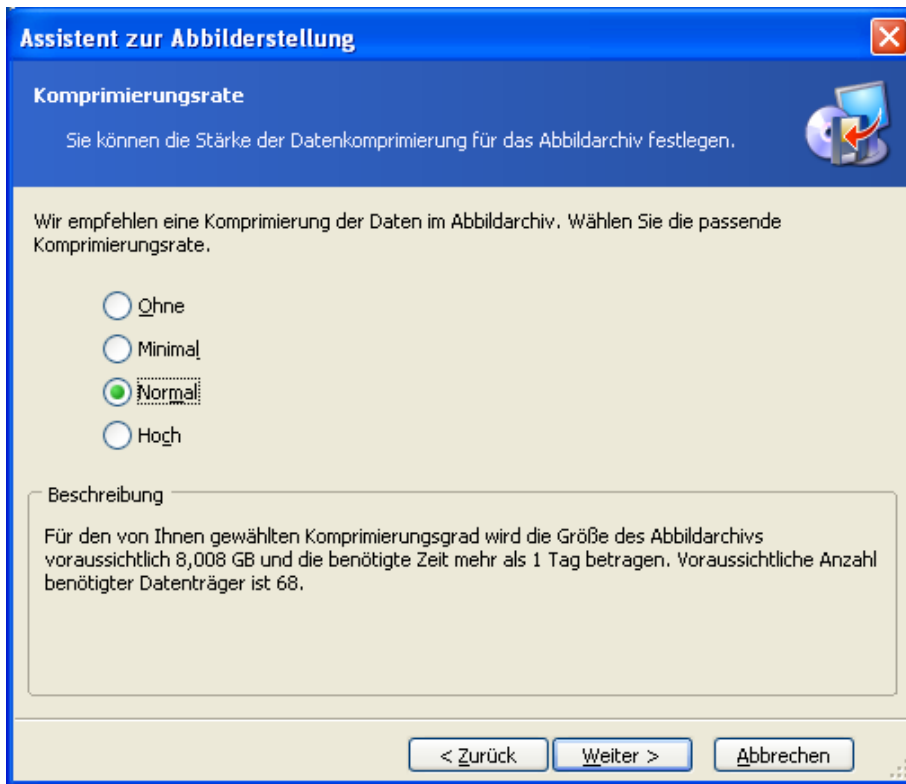 Assistent zur Abbilderstellung
Komprimierungsrate
Sie können die Stärke der Datenkomprimierung für das Abbildarchiv festlegen.
Wir empfehlen eine Komprimierung der Daten im Abbildarchiv. Wählen Sie die passende
Komprimierungsrate.
Ohne
Minimal
Normal
Hoch
Beschreibung
Für den von Ihnen gewählten Komprimierungsgrad wird die Größe des Abbildarchivs
voraussichtlich 8,008 GB und die benötigte Zeit mehr als 1 Tag betragen. Voraussichtliche Anzahl
benötigter Datenträger ist 68.
< Zurück Weiter > Abbrechen